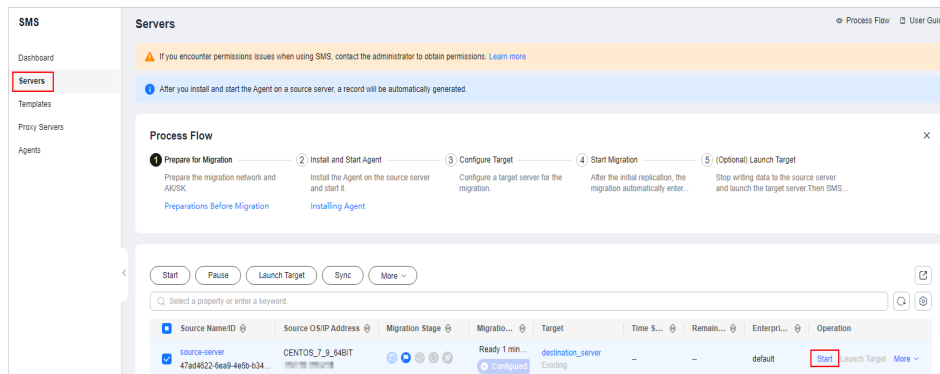 SMS
Dashboard
Servers
Templates
Proxy Servers
Agents
Servers
Process Flow
User Guid
If you encounter permissions issues when using SMS, contact the administrator to obtain permissions. Learn more
After you install and start the Agent on a source server, a record will be automatically generated.
Process Flow
1 Prepare for Migration
Prepare the migration network and
AK/SK.
Preparations Before Migration
2 Install and Start Agent
Install the Agent on the source server
and start it.
Installing Agent
3 Configure Target
Configure a target server for the
migration.
4 Start Migration
After the initial replication, the
migration automatically enter...
5 (Optional) Launch Target
Stop writing data to the source server
and launch the target server.Then SMS...
Start Pause Launch Target Sync More
Select a property or enter a keyword.
Source Name/ID Source OS/IP Address Migration Stage Migratio... Target Time S... Remain... Enterpri... Operation
source-server CENTOS_7_9_64BIT Ready 1 min... destination_server -- -- default Start Launch Target More
47ad4622-6ea9-4e6b-b34... Configured Existing